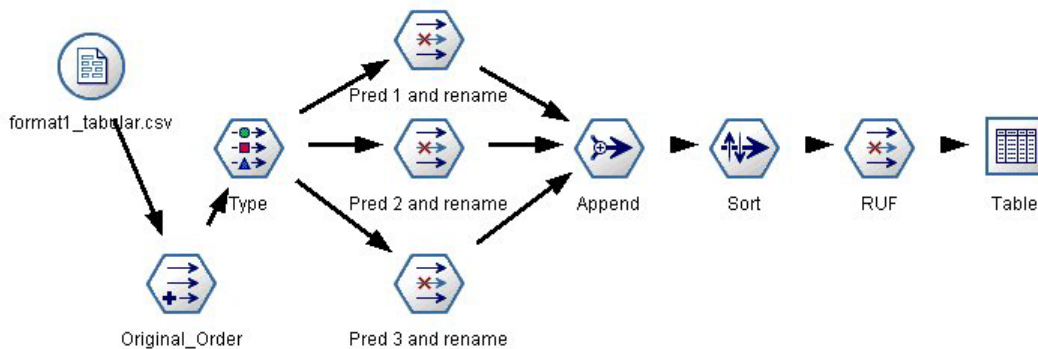 format1_tabular.csv
Original_Order
Type
Pred 1 and rename
Pred 2 and rename
Pred 3 and rename
Append
Sort
RUF
Table